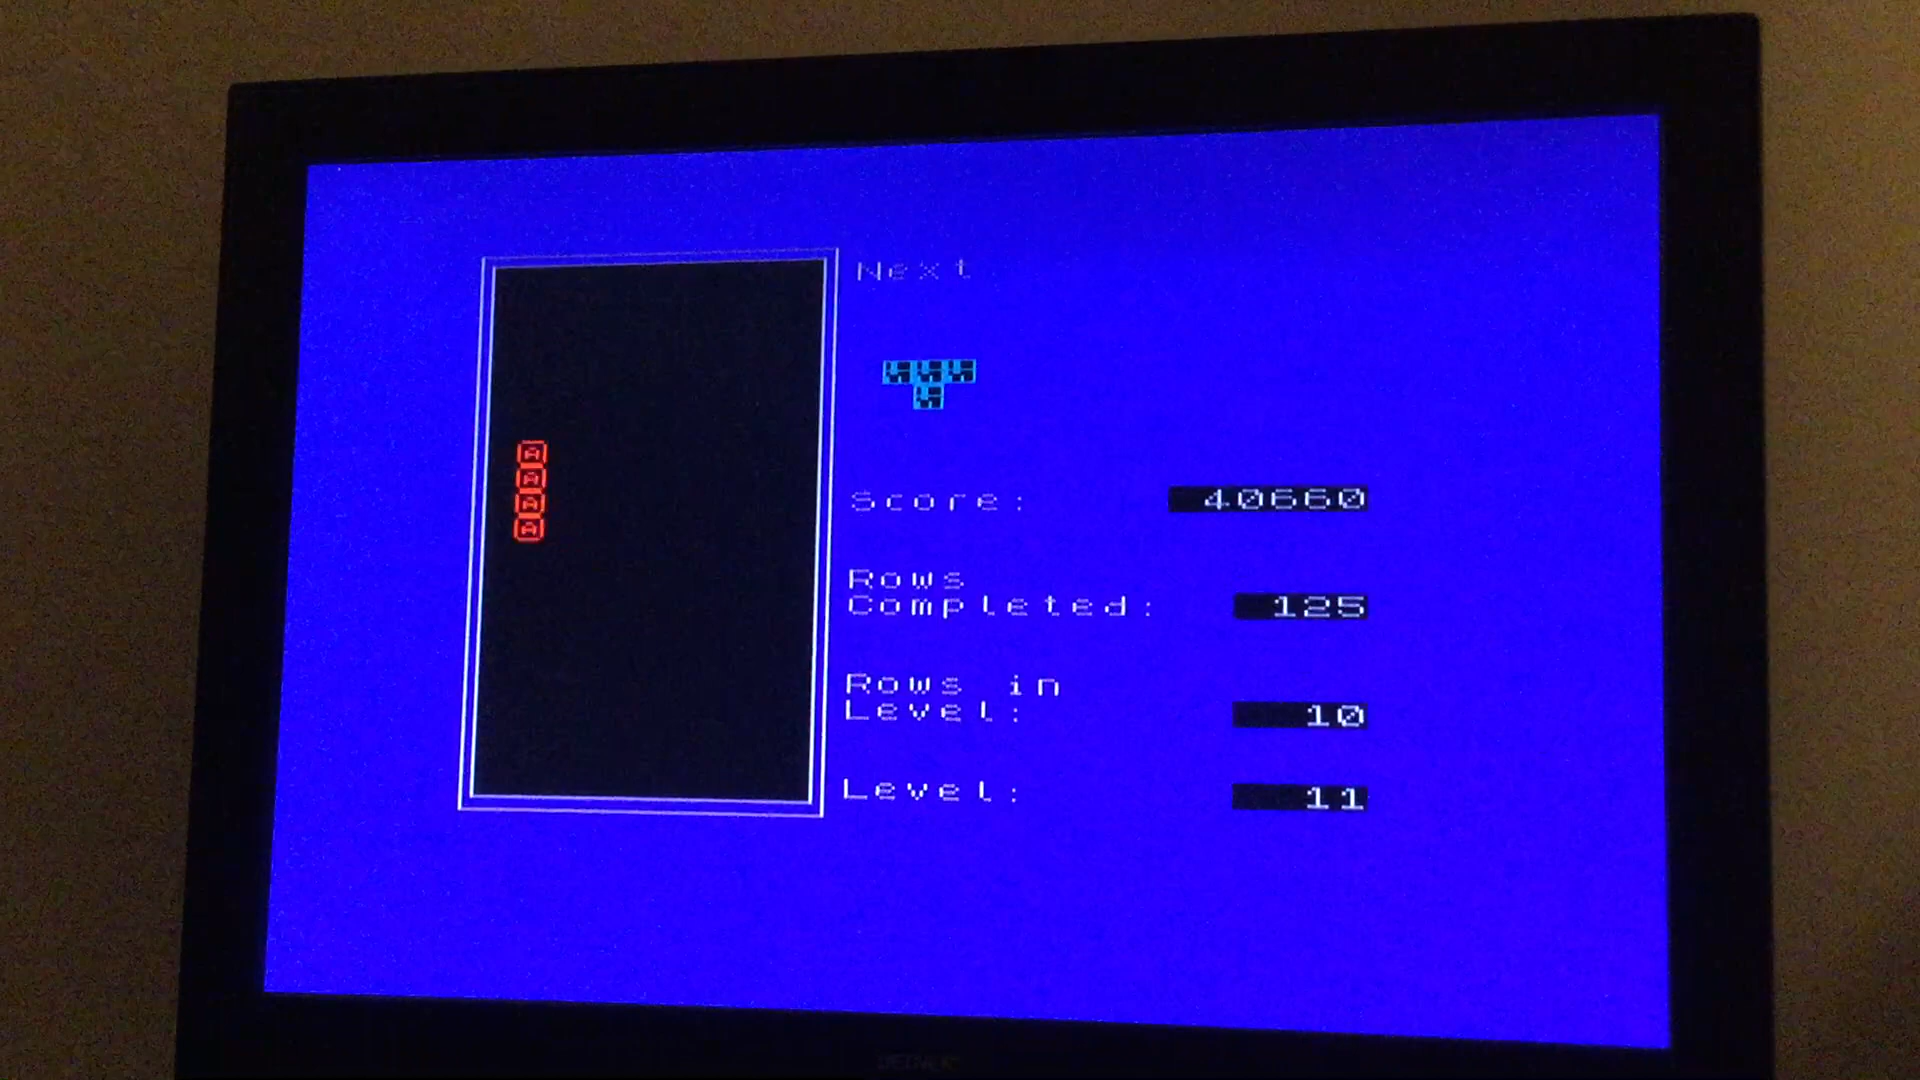 Next
Score: 40660
Rows
Completed: 125
Rows in
Level: 10
Level: 11
A
A
A
A